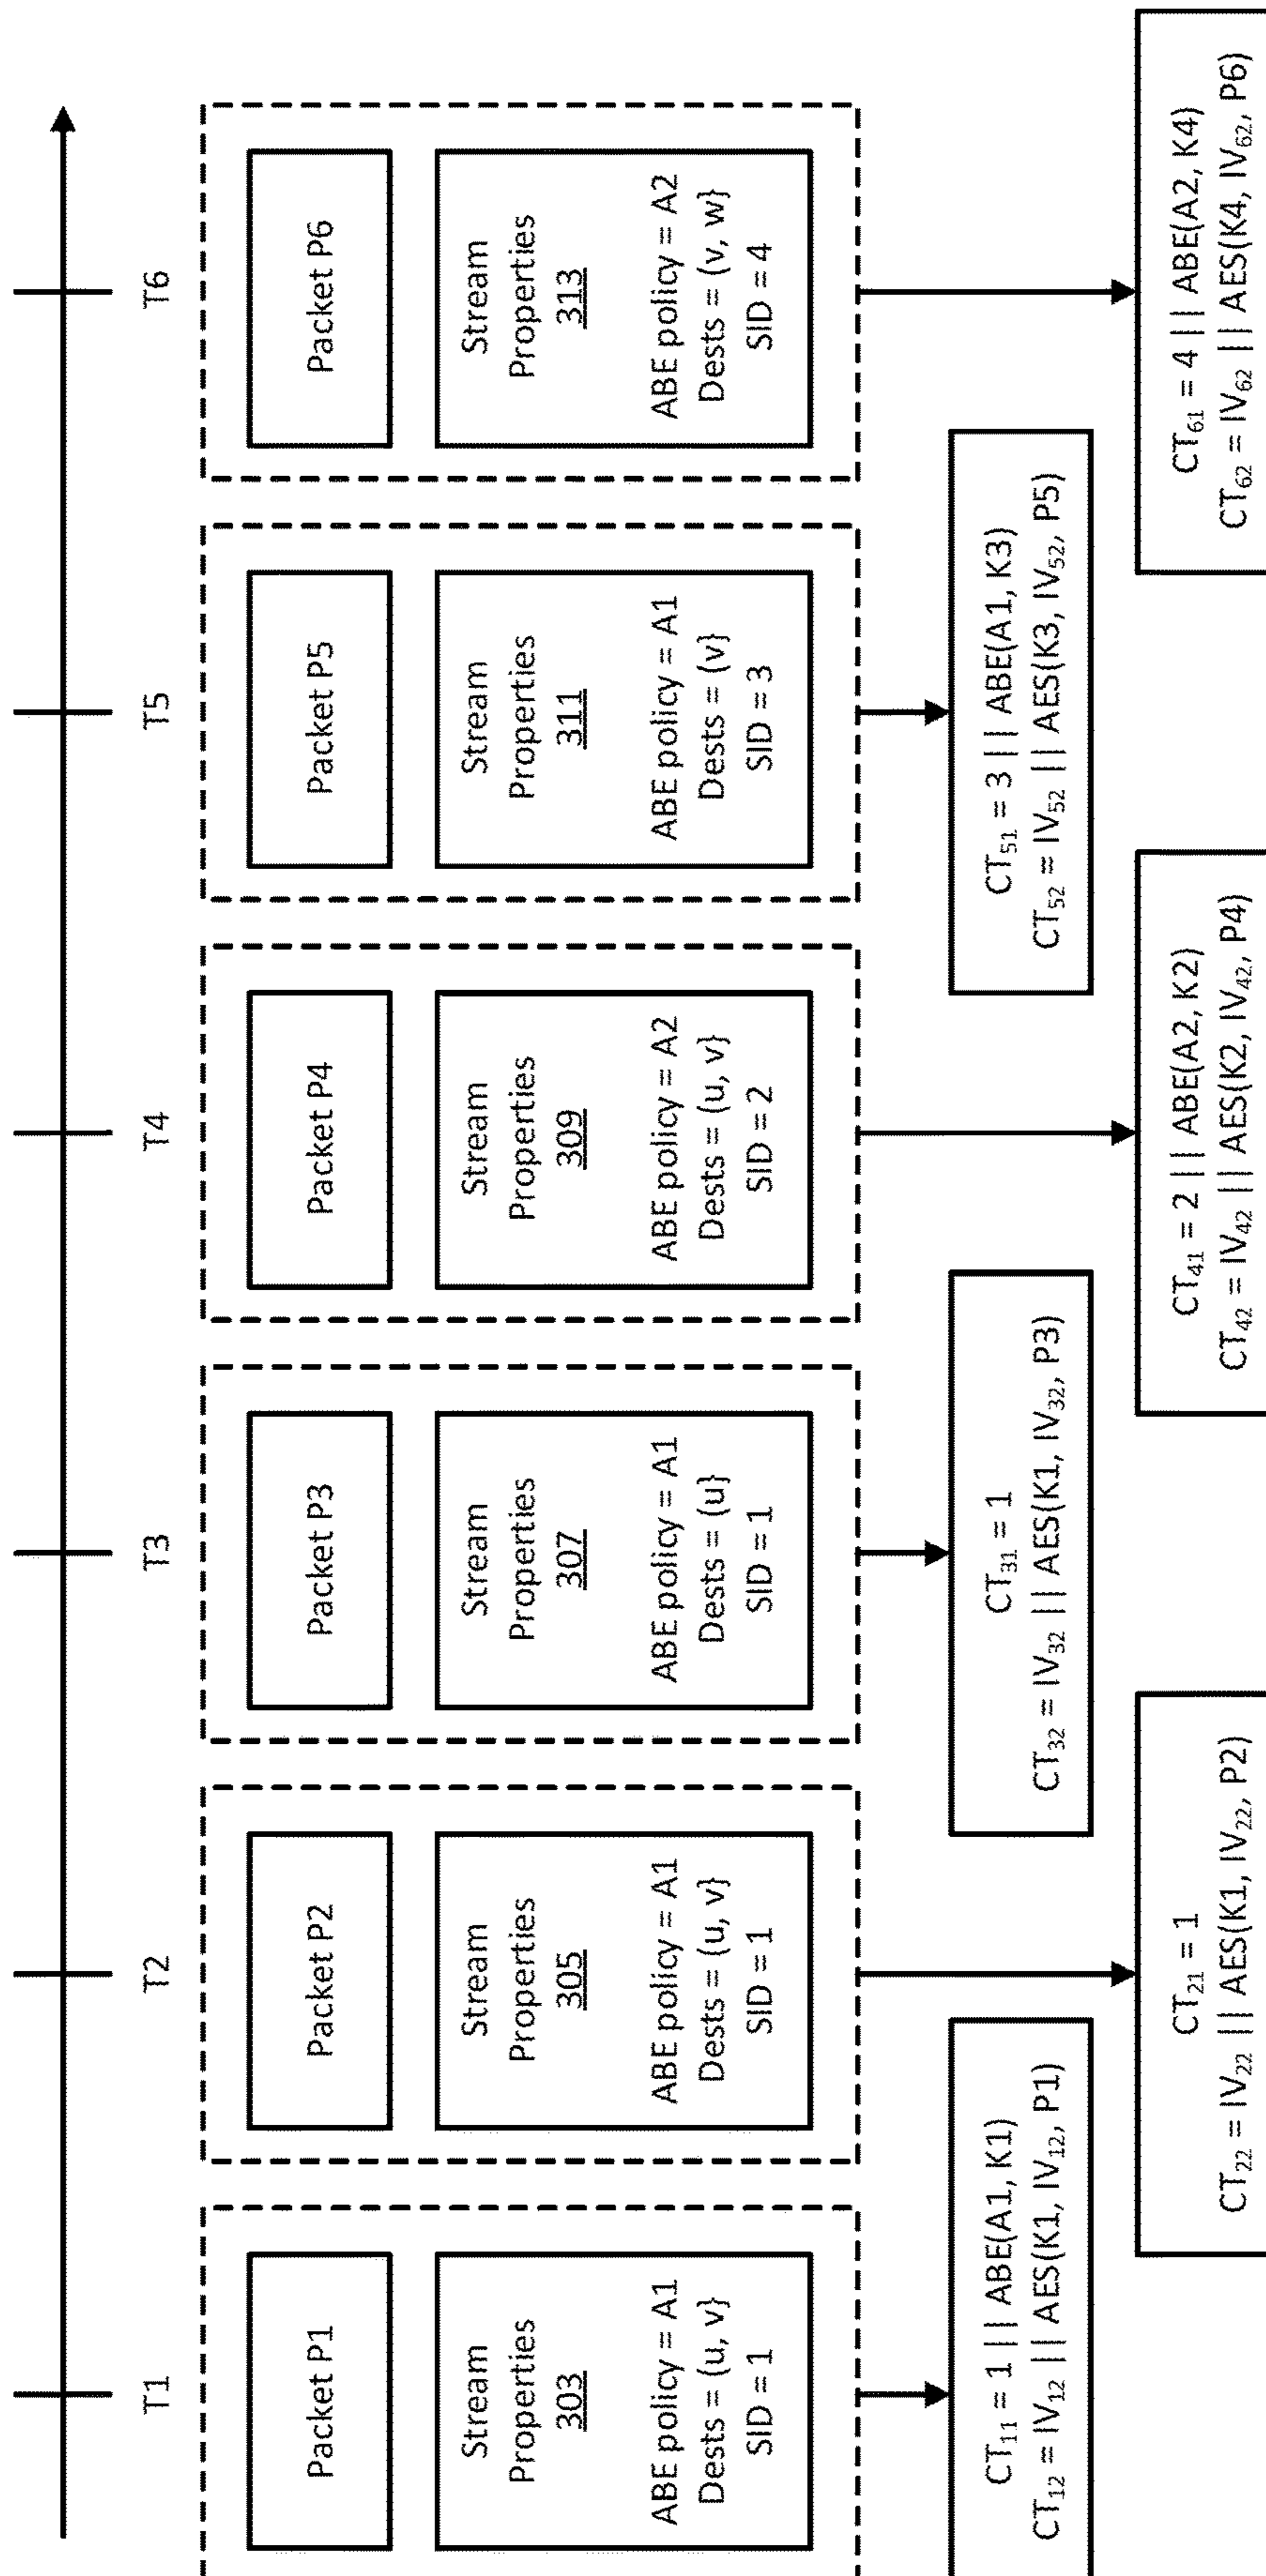 T1
T2
T3
T4
T5
T6
Packet P1
Stream
Properties
303
ABE policy = A1
Dests = (u, v}
SID = 1
Packet P2
Stream
Properties
305
ABE policy = A1
Dests = (u, v}
SID = 1
Packet P3
Stream
Properties
307
ABE policy = A1
Dests = (u}
SID = 1
Packet P4
Stream
Properties
309
ABE policy = A2
Dests = (u, v}
SID = 2
Packet P5
Stream
Properties
311
ABE policy = A1
Dests = (v}
SID = 3
Packet P6
Stream
Properties
313
ABE policy = A2
Dests = (v, w}
SID = 4
CT₁₁ = 1 || ABE(A1, K1)
CT₁₂ = IV₁₂ || AES(K1, IV₁₂, P1)
CT₂₁ = 1
CT₂₂ = IV₂₂ || AES(K1, IV₂₂, P2)
CT₃₁ = 1
CT₃₂ = IV₃₂ || AES(K1, IV₃₂, P3)
CT₄₁ = 2 || ABE(A2, K2)
CT₄₂ = IV₄₂ || AES(K2, IV₄₂, P4)
CT₅₁ = 3 || ABE(A1, K3)
CT₅₂ = IV₅₂ || AES(K3, IV₅₂, P5)
CT₆₁ = 4 || ABE(A2, K4)
CT₆₂ = IV₆₂ || AES(K4, IV₆₂, P6)